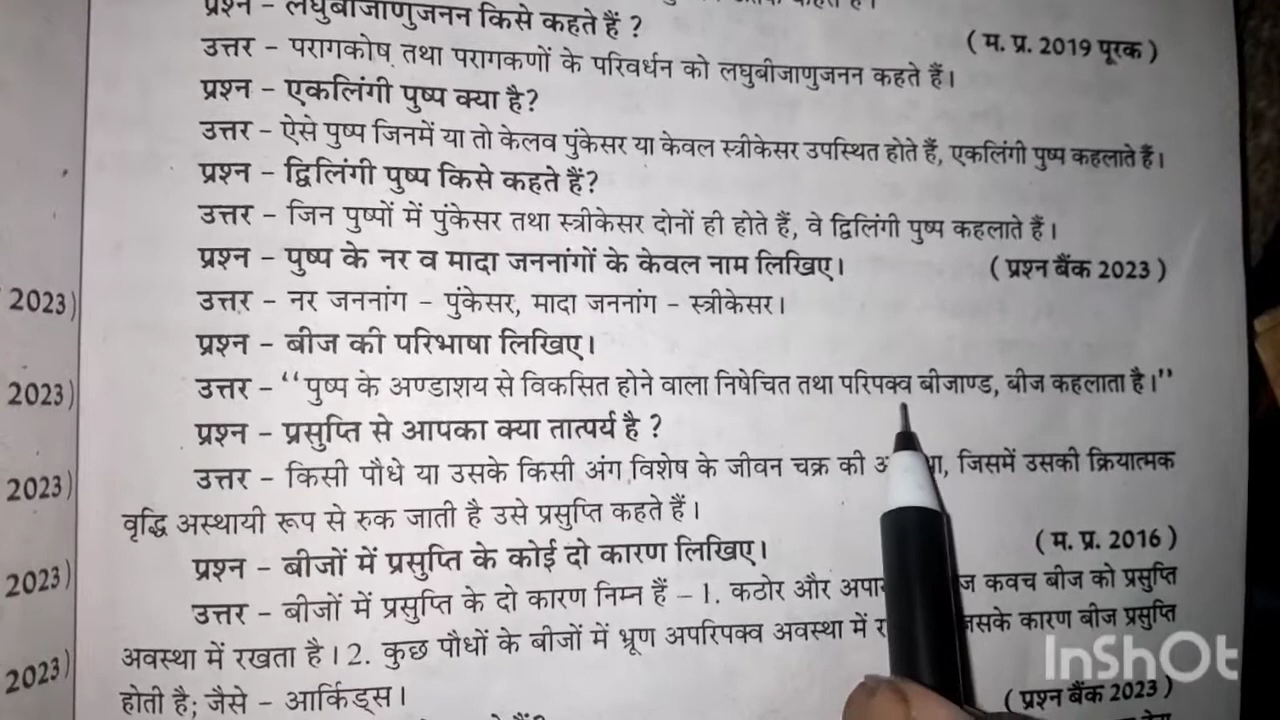 प्रश्न – लघुबीजाणुजनन किसे कहते हैं ?
( म. प्र. 2019 पूरक )
उत्तर – परागकोष तथा परागकणों के परिवर्धन को लघुबीजाणुजनन कहते हैं।
प्रश्न – एकलिंगी पुष्प क्या है?
उत्तर – ऐसे पुष्प जिनमें या तो केलव पुंकेसर या केवल स्त्रीकेसर उपस्थित होते हैं, एकलिंगी पुष्प कहलाते हैं।
प्रश्न – द्विलिंगी पुष्प किसे कहते हैं?
उत्तर – जिन पुष्पों में पुंकेसर तथा स्त्रीकेसर दोनों ही होते हैं, वे द्विलिंगी पुष्प कहलाते हैं।
प्रश्न – पुष्प के नर व मादा जननांगों के केवल नाम लिखिए। ( प्रश्न बैंक 2023 )
2023) उत्तर – नर जननांग – पुंकेसर, मादा जननांग – स्त्रीकेसर।
प्रश्न – बीज की परिभाषा लिखिए।
2023) उत्तर – “पुष्प के अण्डाशय से विकसित होने वाला निषेचित तथा परिपक्व बीजाण्ड, बीज कहलाता है।”
प्रश्न – प्रसुप्ति से आपका क्या तात्पर्य है ?
2023) उत्तर – किसी पौधे या उसके किसी अंग विशेष के जीवन चक्र की जिसमें उसकी क्रियात्मक
वृद्धि अस्थायी रूप से रुक जाती है उसे प्रसुप्ति कहते हैं।
2023) प्रश्न – बीजों में प्रसुप्ति के कोई दो कारण लिखिए। ( म. प्र. 2016 )
उत्तर – बीजों में प्रसुप्ति के दो कारण निम्न हैं – 1. कठोर और कवच बीज को प्रसुप्ति
2023) अवस्था में रखता है। 2. कुछ पौधों के बीजों में भ्रूण अपरिपक्व अवस्था में कारण बीज प्रसुप्ति
होती है; जैसे – आर्किड्स।
( प्रश्न बैंक 2023 )
InShOt